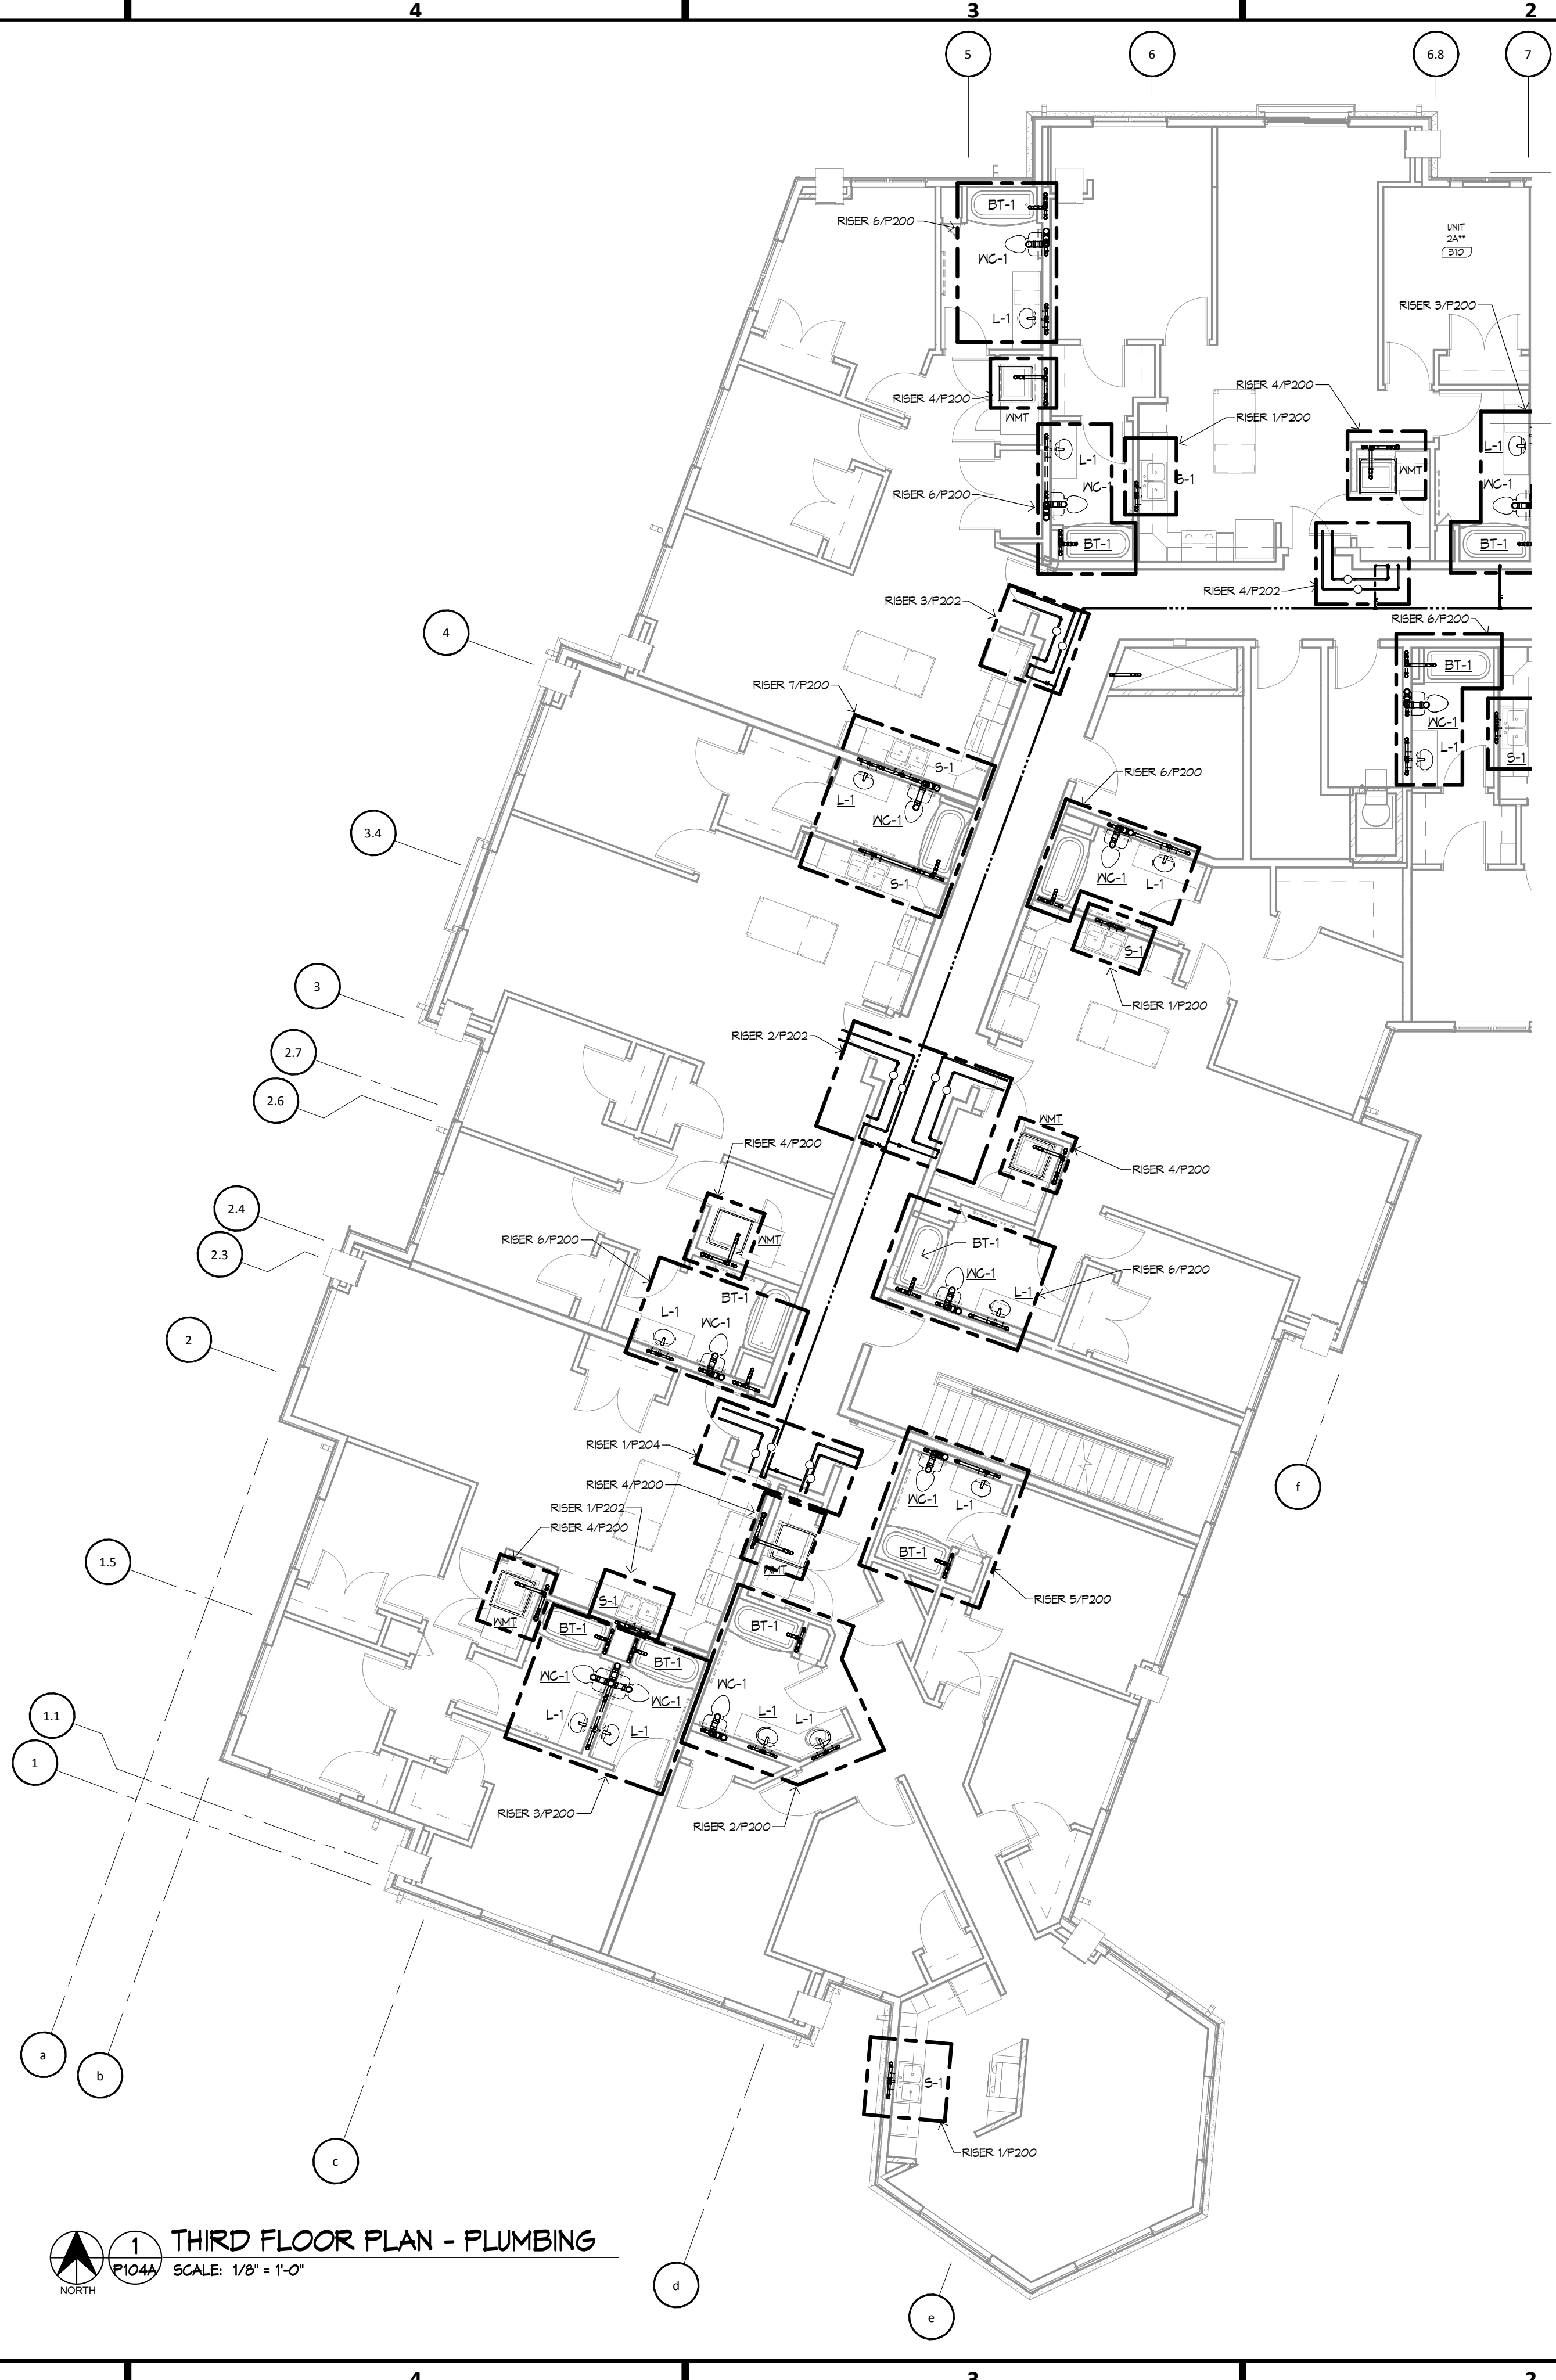 4
3
2
5
6
6.8
7
BT-1
RISER 6/P200
WC-1
L-1
UNIT
2A**
310
RISER 3/P200
RISER 4/P200
WMT
RISER 4/P200
RISER 1/P200
L-1
WC-1
S-1
RISER 6/P200
BT-1
WMT
L-1
WC-1
BT-1
RISER 3/P202
RISER 4/P202
RISER 6/P200
4
BT-1
WC-1
L-1
S-1
RISER 7/P200
S-1
L-1
WC-1
S-1
RISER 6/P200
WC-1
L-1
S-1
RISER 1/P200
3.4
3
2.7
2.6
RISER 2/P202
WMT
RISER 4/P200
RISER 4/P200
WMT
2.4
2.3
RISER 6/P200
BT-1
L-1
WC-1
BT-1
WC-1
L-1
RISER 6/P200
2
RISER 1/P204
RISER 4/P200
RISER 1/P202
RISER 4/P200
WC-1
L-1
BT-1
RISER 5/P200
f
1.5
WMT
WMT
S-1
BT-1
BT-1
WC-1
WC-1
L-1
L-1
BT-1
WC-1
L-1
L-1
1.1
1
RISER 3/P200
RISER 2/P200
a
b
c
d
e
S-1
RISER 1/P200
1
P104A
THIRD FLOOR PLAN - PLUMBING
SCALE: 1/8" = 1'-0"
NORTH
4
3
2